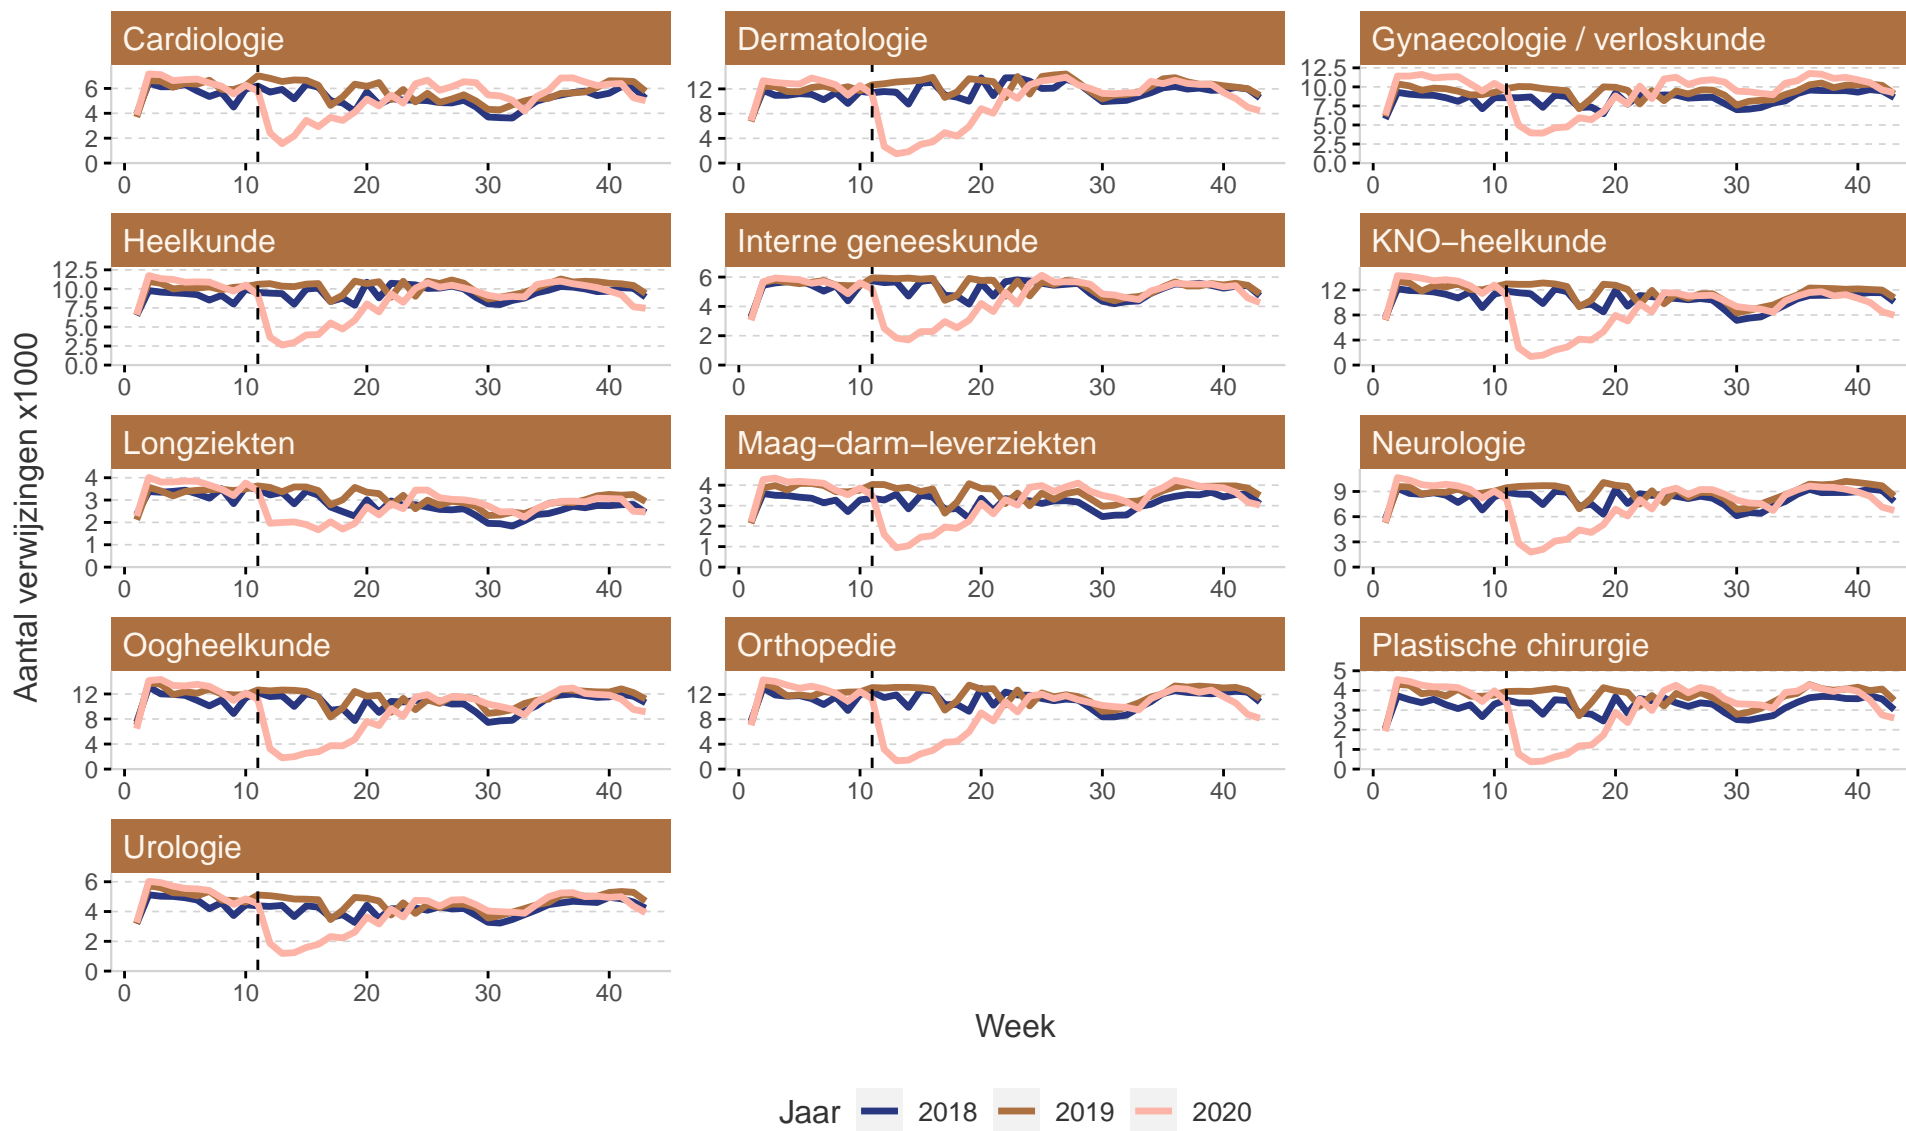 Cardiologie
Dermatologie
Gynaecologie / verloskunde
6
4
2
0
12
8
4
0
12.5
10.0
7.5
5.0
2.5
0.0
0 10 20 30 40
0 10 20 30 40
0 10 20 30 40
Heelkunde
Interne geneeskunde
KNO−heelkunde
12.5
10.0
7.5
5.0
2.5
0.0
6
4
2
0
12
8
4
0
0 10 20 30 40
0 10 20 30 40
0 10 20 30 40
Longziekten
Maag−darm−leverziekten
Neurologie
4
3
2
1
0
4
3
2
1
0
9
6
3
0
0 10 20 30 40
0 10 20 30 40
0 10 20 30 40
Oogheelkunde
Orthopedie
Plastische chirurgie
12
8
4
0
12
8
4
0
5
4
3
2
1
0
0 10 20 30 40
0 10 20 30 40
0 10 20 30 40
Urologie
6
4
2
0
0 10 20 30 40
Aantal verwijzingen x1000
Week
Jaar 2018 2019 2020